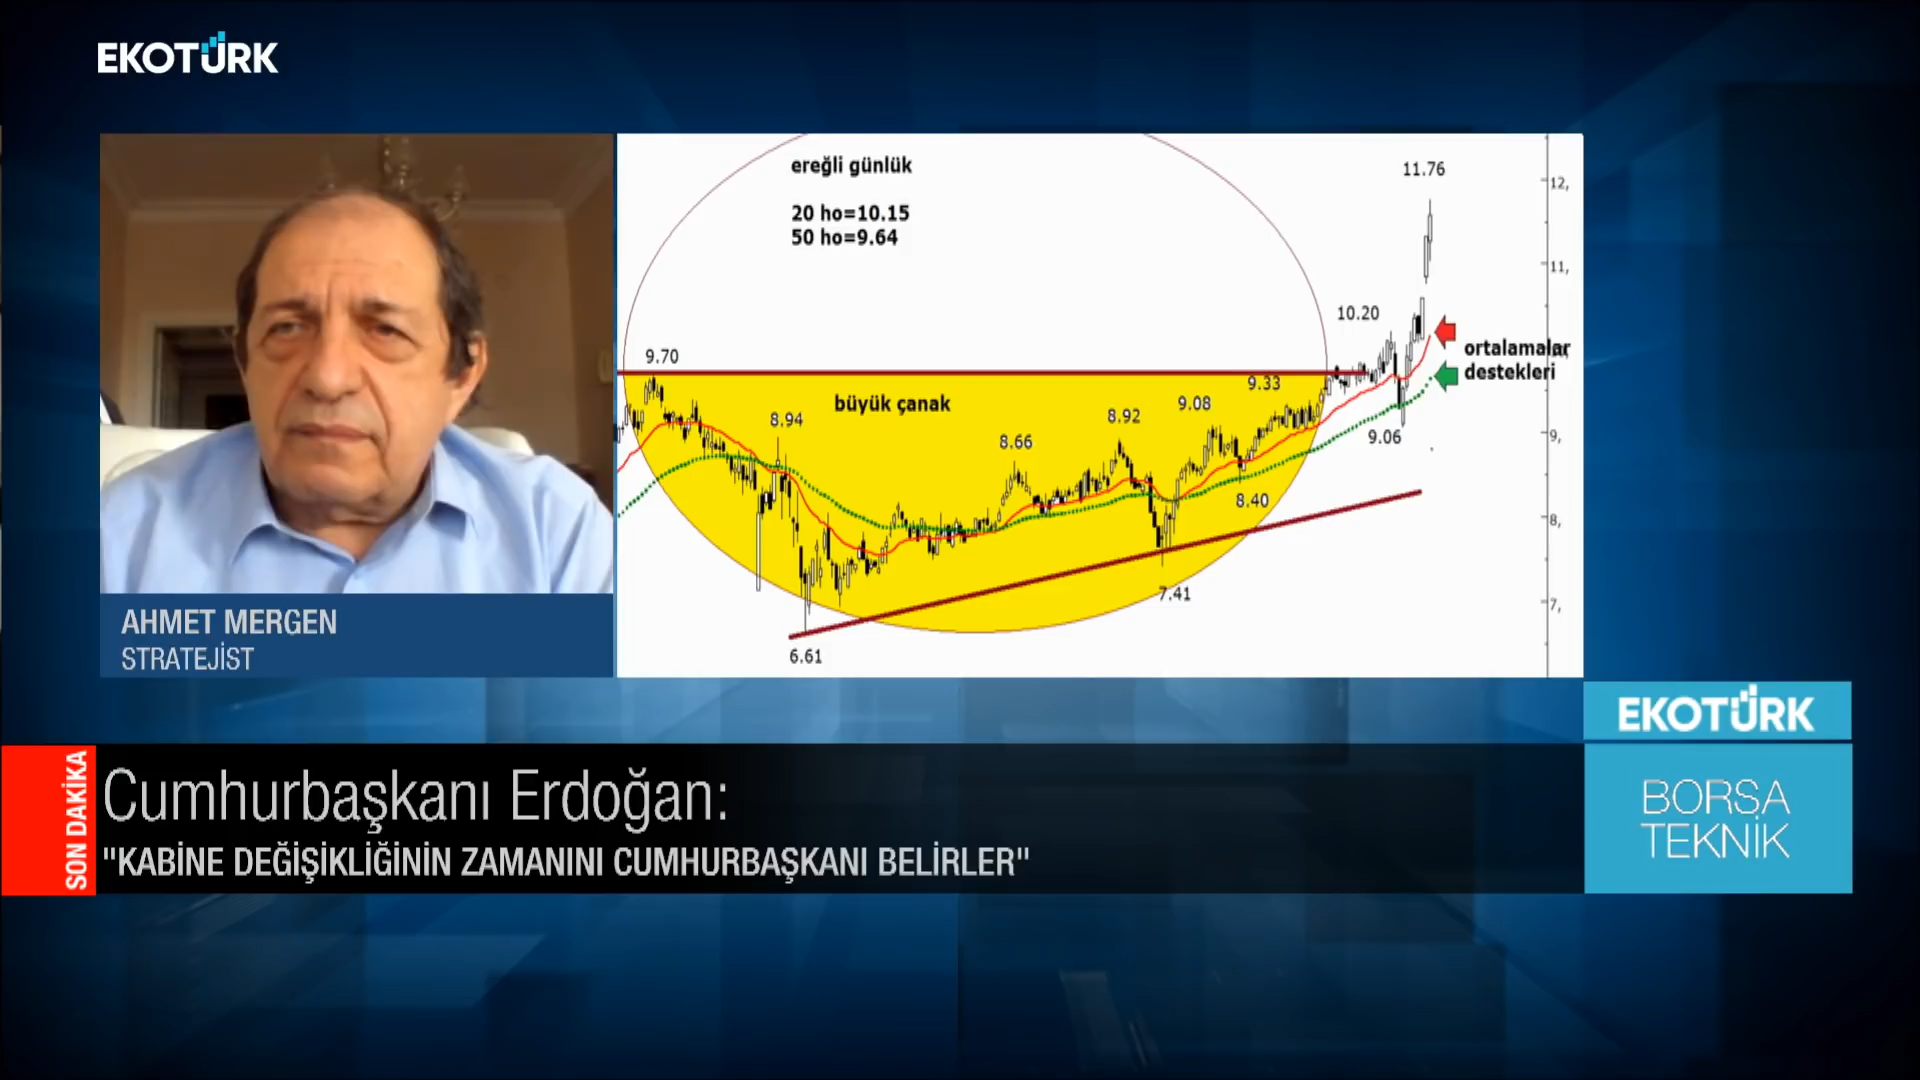 EKOTÜRK
ereğli günlük
20 ho=10.15
50 ho=9.64
11.76
12,
11,
10.20
ortalamalar
destekleri
9.70
9.33
büyük çanak
9.08
8.94
8.92
8.66
9.06
9,
8.40
8,
7.41
7,
6.61
AHMET MERGEN
STRATEJİST
EKOTÜRK
BORSA
TEKNİK
SON DAKİKA
Cumhurbaşkanı Erdoğan:
"KABİNE DEĞİŞİKLİĞİNİN ZAMANINI CUMHURBAŞKANI BELİRLER"